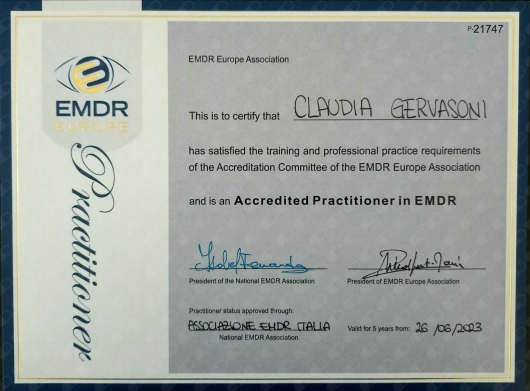 P-21747
EMDR
EUROPE
Practitioner
EMDR Europe Association
This is to certify that CLAUDIA GERVASONI
has satisfied the training and professional practice requirements
of the Accreditation Committee of the EMDR Europe Association
and is an Accredited Practitioner in EMDR
President of the National EMDR Association
President of EMDR Europe Association
Practitioner status approved through:
ASSOCIAZIONE EMDR ITALIA
National EMDR Association
Valid for 5 years from: 26/06/2023